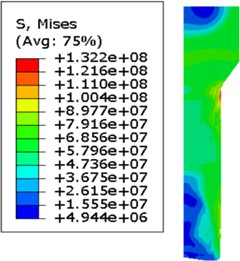 S, Mises
(Avg: 75%)
+1.322e+08
+1.216e+08
+1.110e+08
+1.004e+08
+8.977e+07
+7.916e+07
+6.856e+07
+5.796e+07
+4.736e+07
+3.675e+07
+2.615e+07
+1.555e+07
+4.944e+06